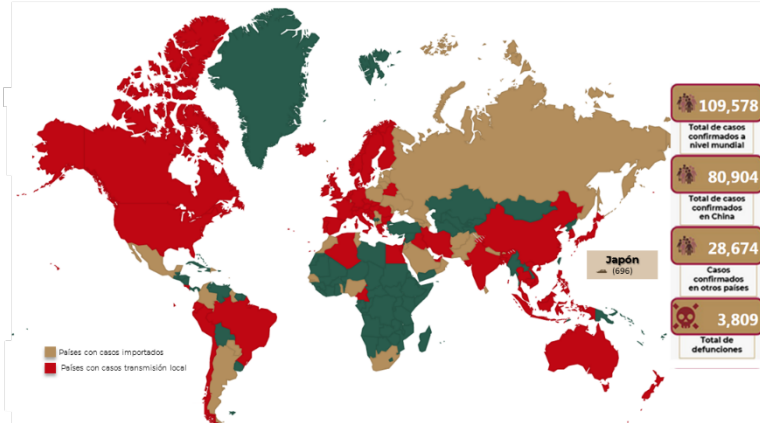 109,578
Total de casos
confirmados a
nivel mundial
80,904
Total de casos
confirmados
en China
Japón
(696)
28,674
Casos
confirmados
en otros países
3,809
Total de
defunciones
Países con casos importados
Países con casos transmisión local